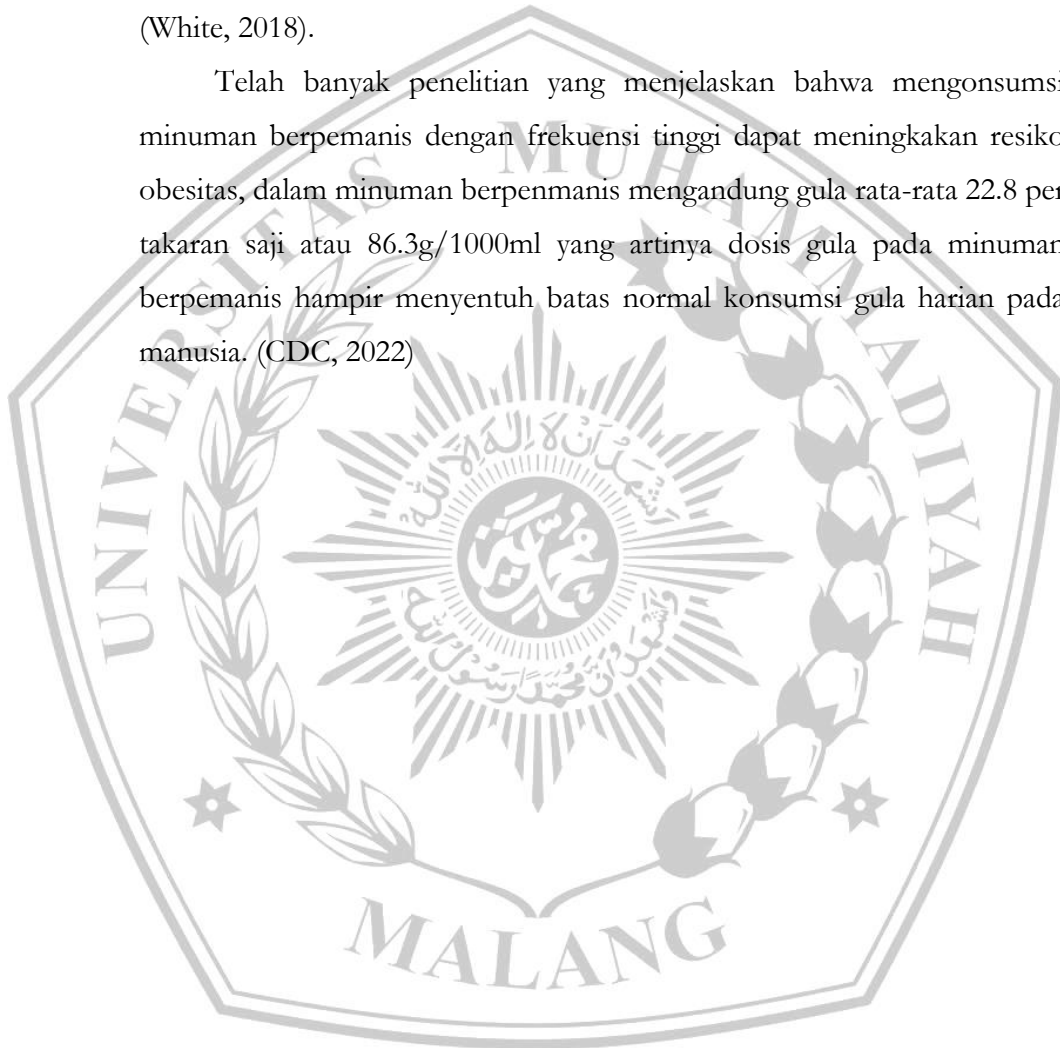 (White, 2018).
Telah banyak penelitian yang menjelaskan bahwa mengonsumsi
minuman berpemanis dengan frekuensi tinggi dapat meningkakan resiko
obesitas, dalam minuman berpenmanis mengandung gula rata-rata 22.8 per
takaran saji atau 86.3g/1000ml yang artinya dosis gula pada minuman
berpemanis hampir menyentuh batas normal konsumsi gula harian pada
manusia. (CDC, 2022)
UNIVERSITAS MUHAMMADIYAH
MALANG